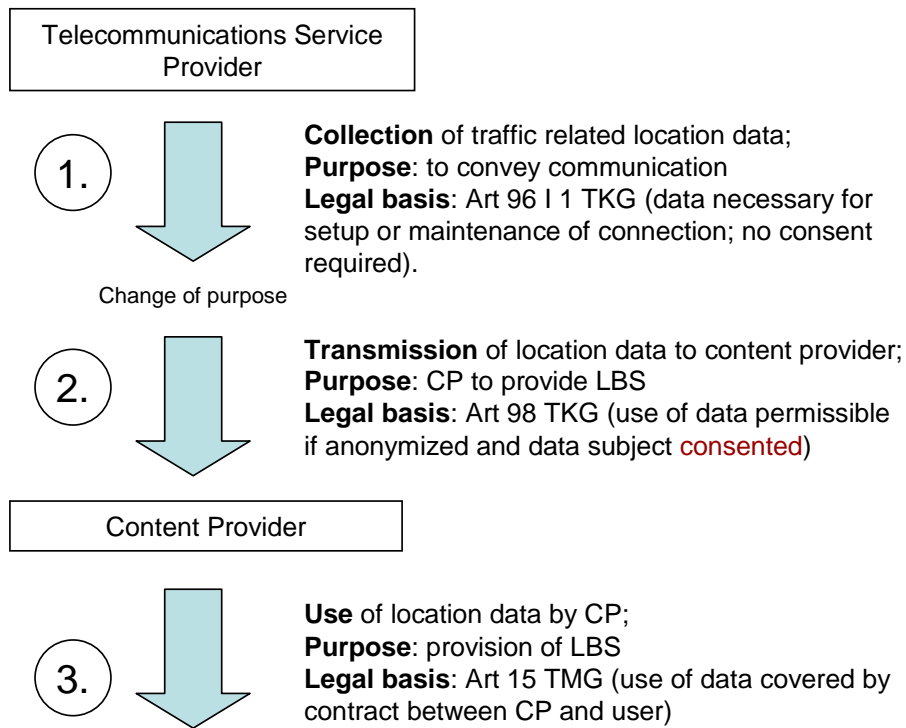 Telecommunications Service
Provider
1.
Collection of traffic related location data;
Purpose: to convey communication
Legal basis: Art 96 I 1 TKG (data necessary for
setup or maintenance of connection; no consent
required).
Change of purpose
2.
Transmission of location data to content provider;
Purpose: CP to provide LBS
Legal basis: Art 98 TKG (use of data permissible
if anonymized and data subject consented)
Content Provider
3.
Use of location data by CP;
Purpose: provision of LBS
Legal basis: Art 15 TMG (use of data covered by
contract between CP and user)